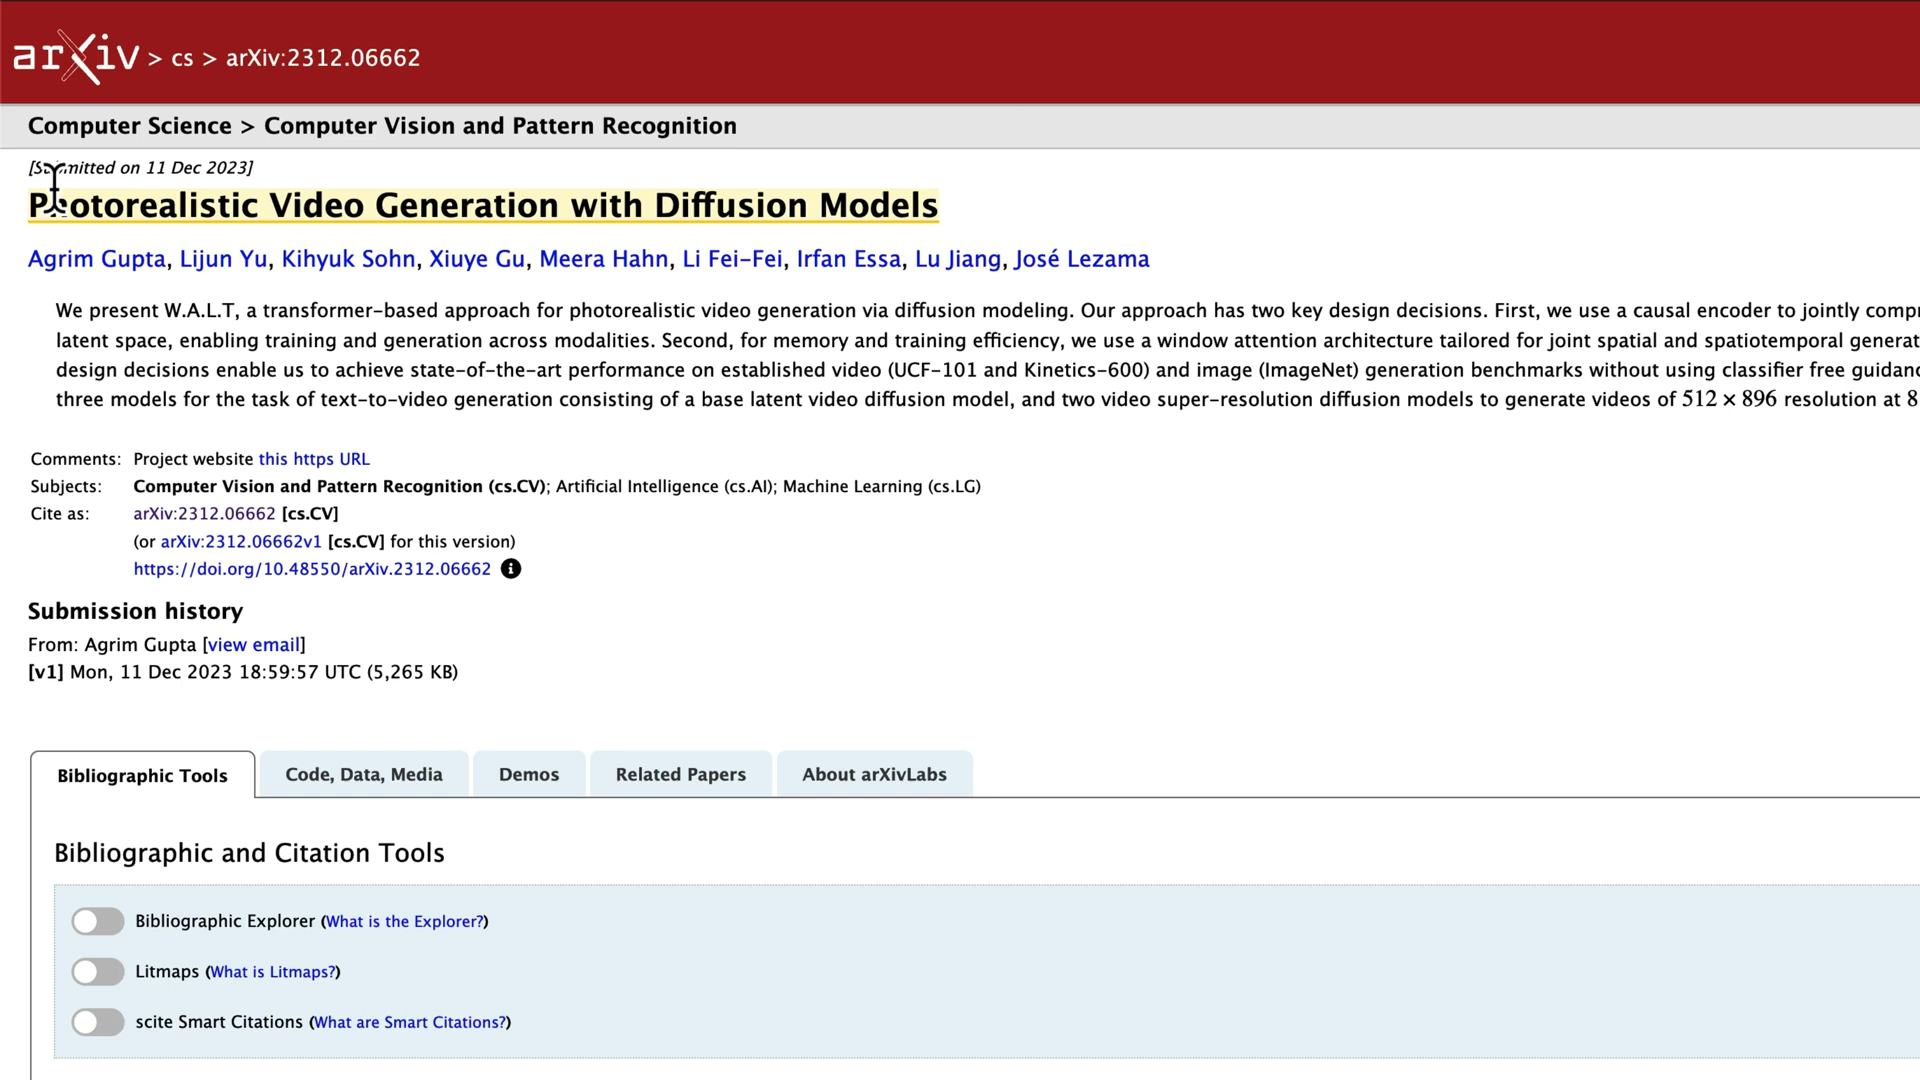 arXiv > cs > arXiv:2312.06662
Computer Science > Computer Vision and Pattern Recognition
[Submitted on 11 Dec 2023]
Photorealistic Video Generation with Diffusion Models
Agrim Gupta, Lijun Yu, Kihyuk Sohn, Xiuye Gu, Meera Hahn, Li Fei-Fei, Irfan Essa, Lu Jiang, José Lezama
We present W.A.L.T, a transformer-based approach for photorealistic video generation via diffusion modeling. Our approach has two key design decisions. First, we use a causal encoder to jointly compr
latent space, enabling training and generation across modalities. Second, for memory and training efficiency, we use a window attention architecture tailored for joint spatial and spatiotemporal generat
design decisions enable us to achieve state-of-the-art performance on established video (UCF-101 and Kinetics-600) and image (ImageNet) generation benchmarks without using classifier free guidanc
three models for the task of text-to-video generation consisting of a base latent video diffusion model, and two video super-resolution diffusion models to generate videos of 512 × 896 resolution at 8
Comments: Project website this https URL
Subjects: Computer Vision and Pattern Recognition (cs.CV); Artificial Intelligence (cs.AI); Machine Learning (cs.LG)
Cite as: arXiv:2312.06662 [cs.CV]
(or arXiv:2312.06662v1 [cs.CV] for this version)
https://doi.org/10.48550/arXiv.2312.06662
Submission history
From: Agrim Gupta [view email]
[v1] Mon, 11 Dec 2023 18:59:57 UTC (5,265 KB)
Bibliographic Tools Code, Data, Media Demos Related Papers About arXivLabs
Bibliographic and Citation Tools
Bibliographic Explorer (What is the Explorer?)
Litmaps (What is Litmaps?)
scite Smart Citations (What are Smart Citations?)